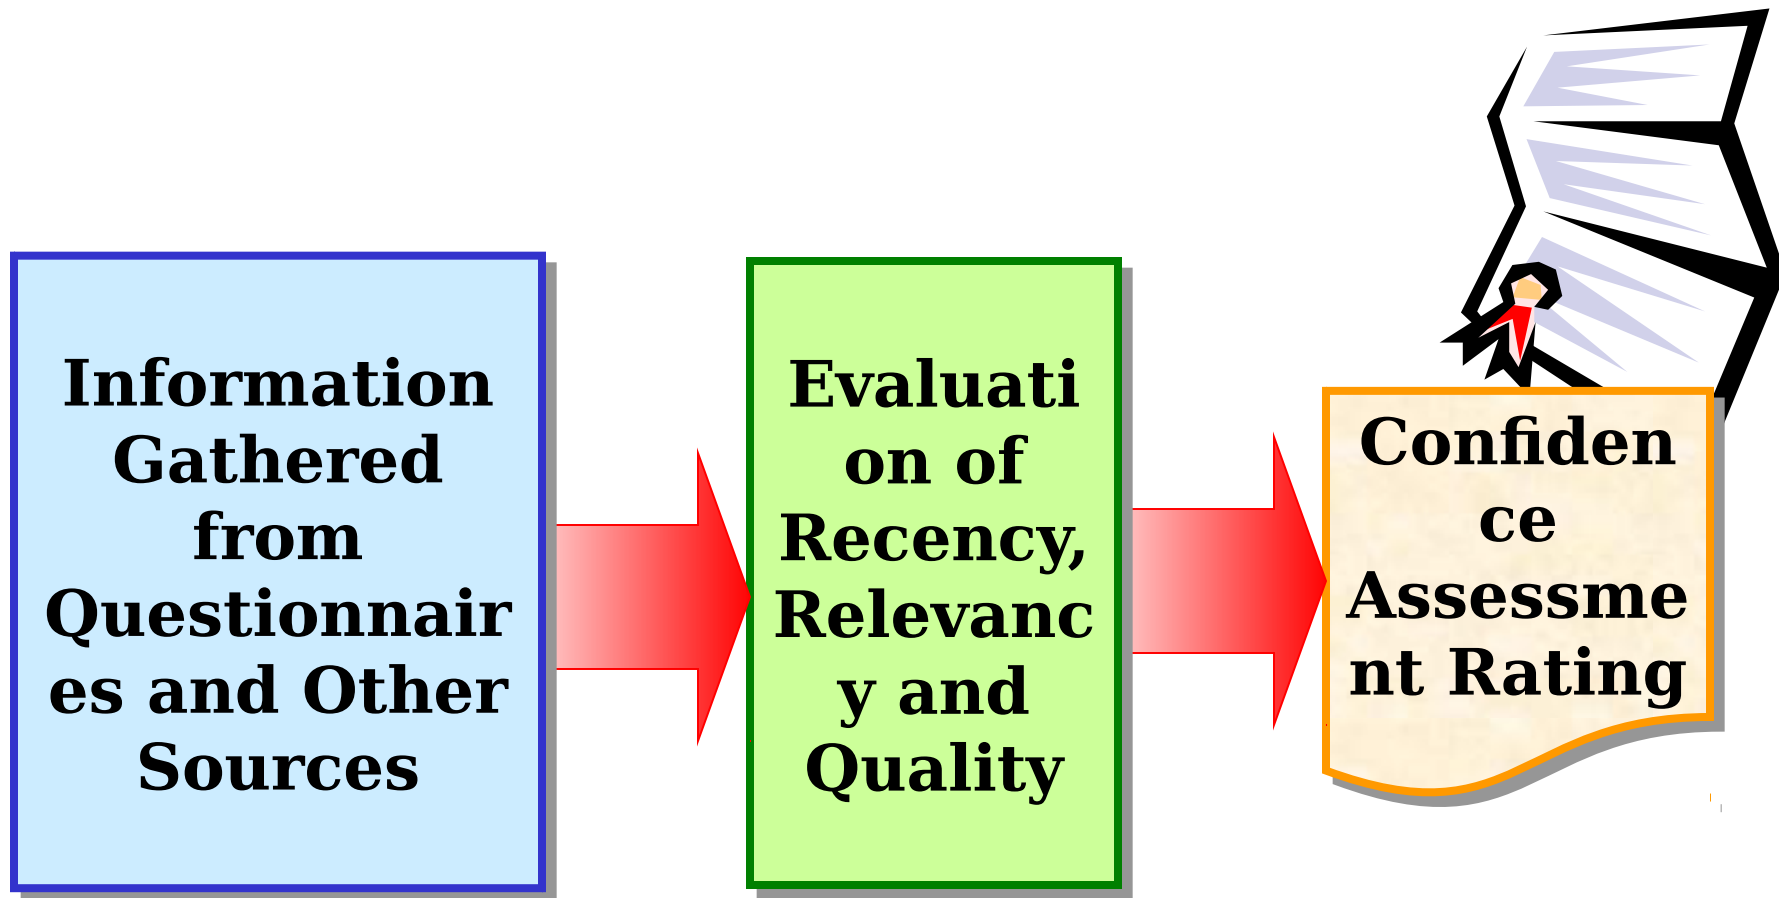 Information
Gathered
from
Questionnair
es and Other
Sources
Evaluati
on of
Recency,
Relevanc
y and
Quality
Confiden
ce
Assessme
nt Rating